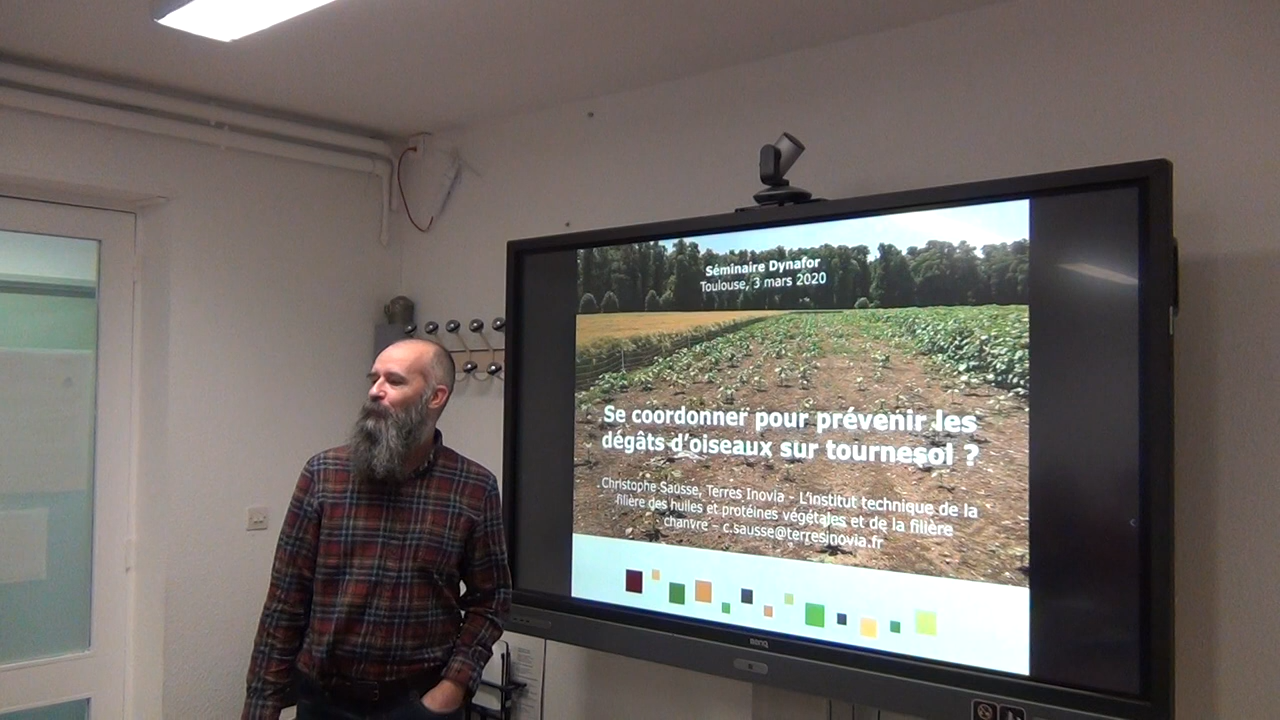 Séminaire Dynafor
Toulouse, 3 mars 2020
Se coordonner pour prévenir les
dégâts d'oiseaux sur tournesol ?
Christophe Sausse, Terres Inovia - L'institut technique de la
filière des huiles et protéines végétales et de la filière
chanvre – c.sausse@terresinovia.fr
BenQ